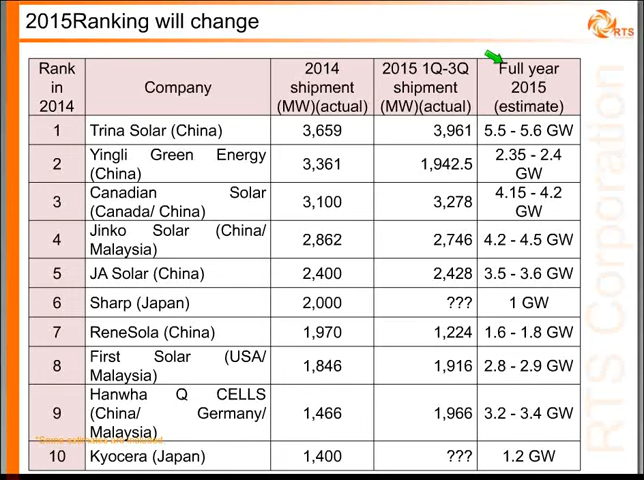 2015Ranking will change
RTS
Rank in 2014 Company 2014 shipment (MW)(actual) 2015 1Q-3Q shipment (MW)(actual) Full year 2015 (estimate)
1 Trina Solar (China) 3,659 3,961 5.5 - 5.6 GW
2 Yingli Green Energy (China) 3,361 1,942.5 2.35 - 2.4 GW
3 Canadian Solar (Canada/ China) 3,100 3,278 4.15 - 4.2 GW
4 Jinko Solar (China/ Malaysia) 2,862 2,746 4.2 - 4.5 GW
5 JA Solar (China) 2,400 2,428 3.5 - 3.6 GW
6 Sharp (Japan) 2,000 ??? 1 GW
7 ReneSola (China) 1,970 1,224 1.6 - 1.8 GW
8 First Solar (USA/ Malaysia) 1,846 1,916 2.8 - 2.9 GW
9 Hanwha Q CELLS (China/ Germany/ Malaysia) 1,466 1,966 3.2 - 3.4 GW
*Some estimates are included
10 Kyocera (Japan) 1,400 ??? 1.2 GW
RTS Corporation